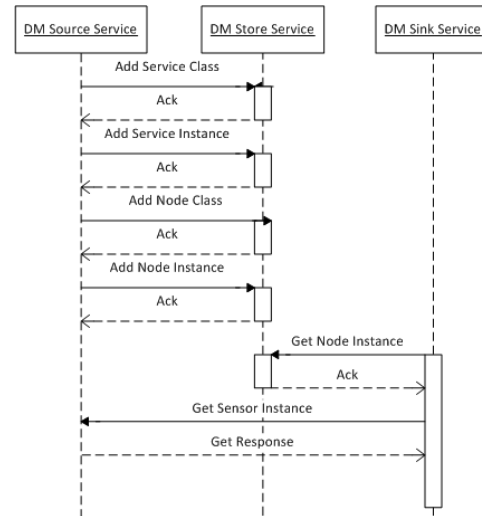 DM Source Service
DM Store Service
DM Sink Service
Add Service Class
Ack
Add Service Instance
Ack
Add Node Class
Ack
Add Node Instance
Ack
Get Node Instance
Ack
Get Sensor Instance
Get Response